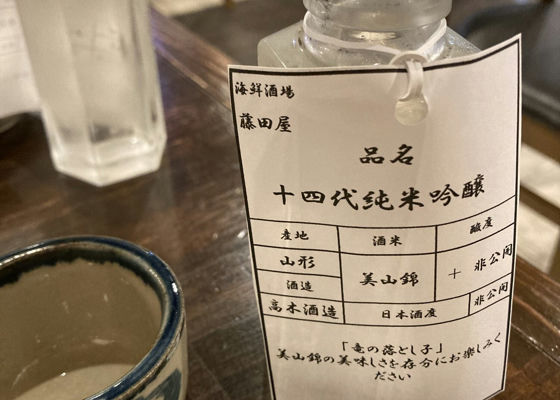 海鮮酒場
藤田屋
品名
十四代純米吟醸
産地
酒米
酸度
山形
美山錦
+
非公開
酒造
高木酒造
日本酒度
非公開
「竜の落とし子」
美山錦の美味しさを存分にお楽しみく
ださい